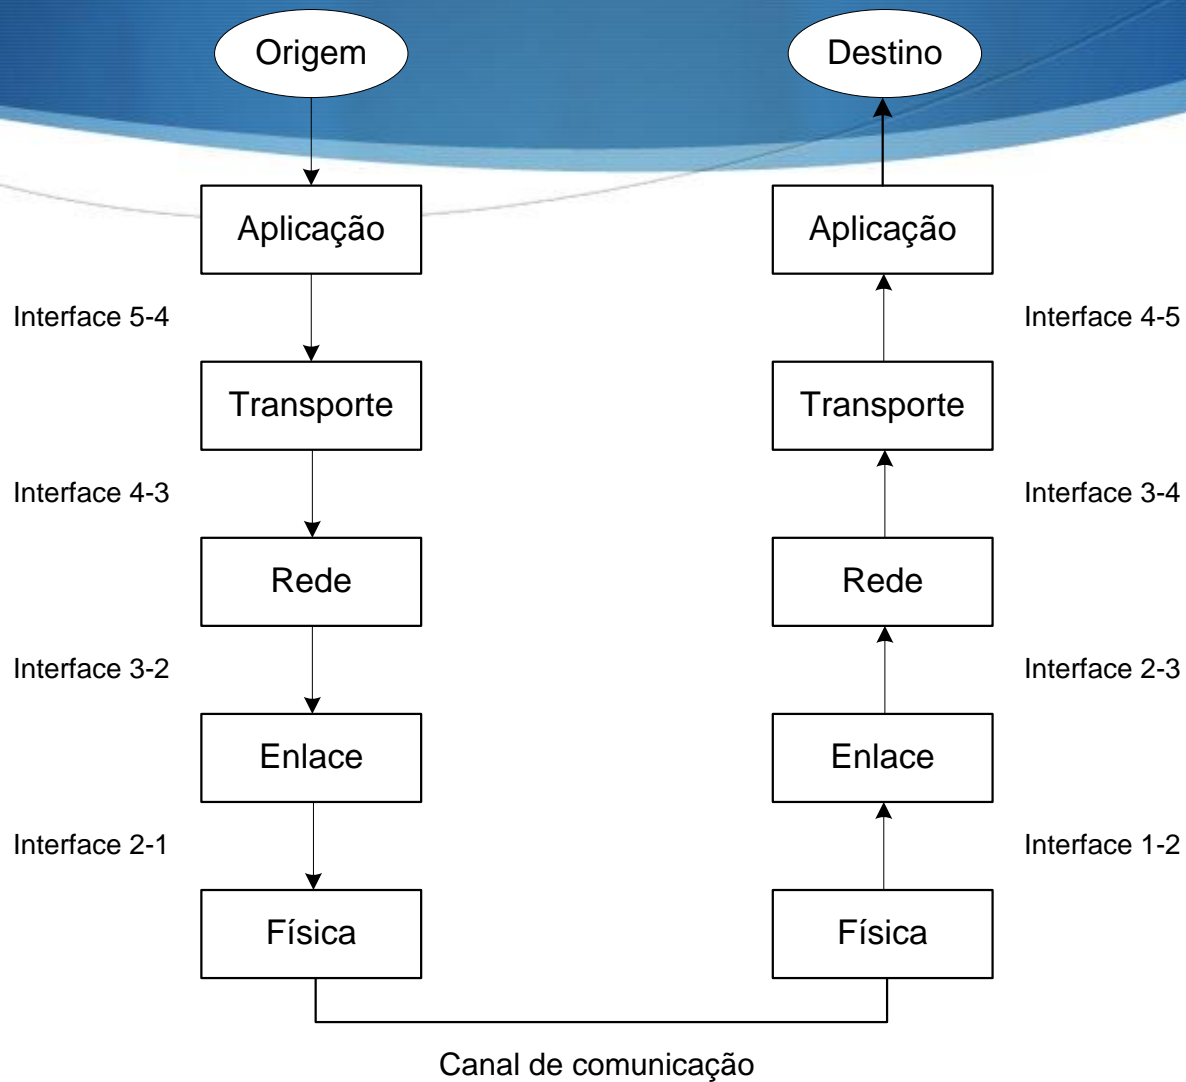 Origem
Destino
Aplicação
Aplicação
Interface 5-4
Interface 4-5
Transporte
Transporte
Interface 4-3
Interface 3-4
Rede
Rede
Interface 3-2
Interface 2-3
Enlace
Enlace
Interface 2-1
Interface 1-2
Física
Física
Canal de comunicação